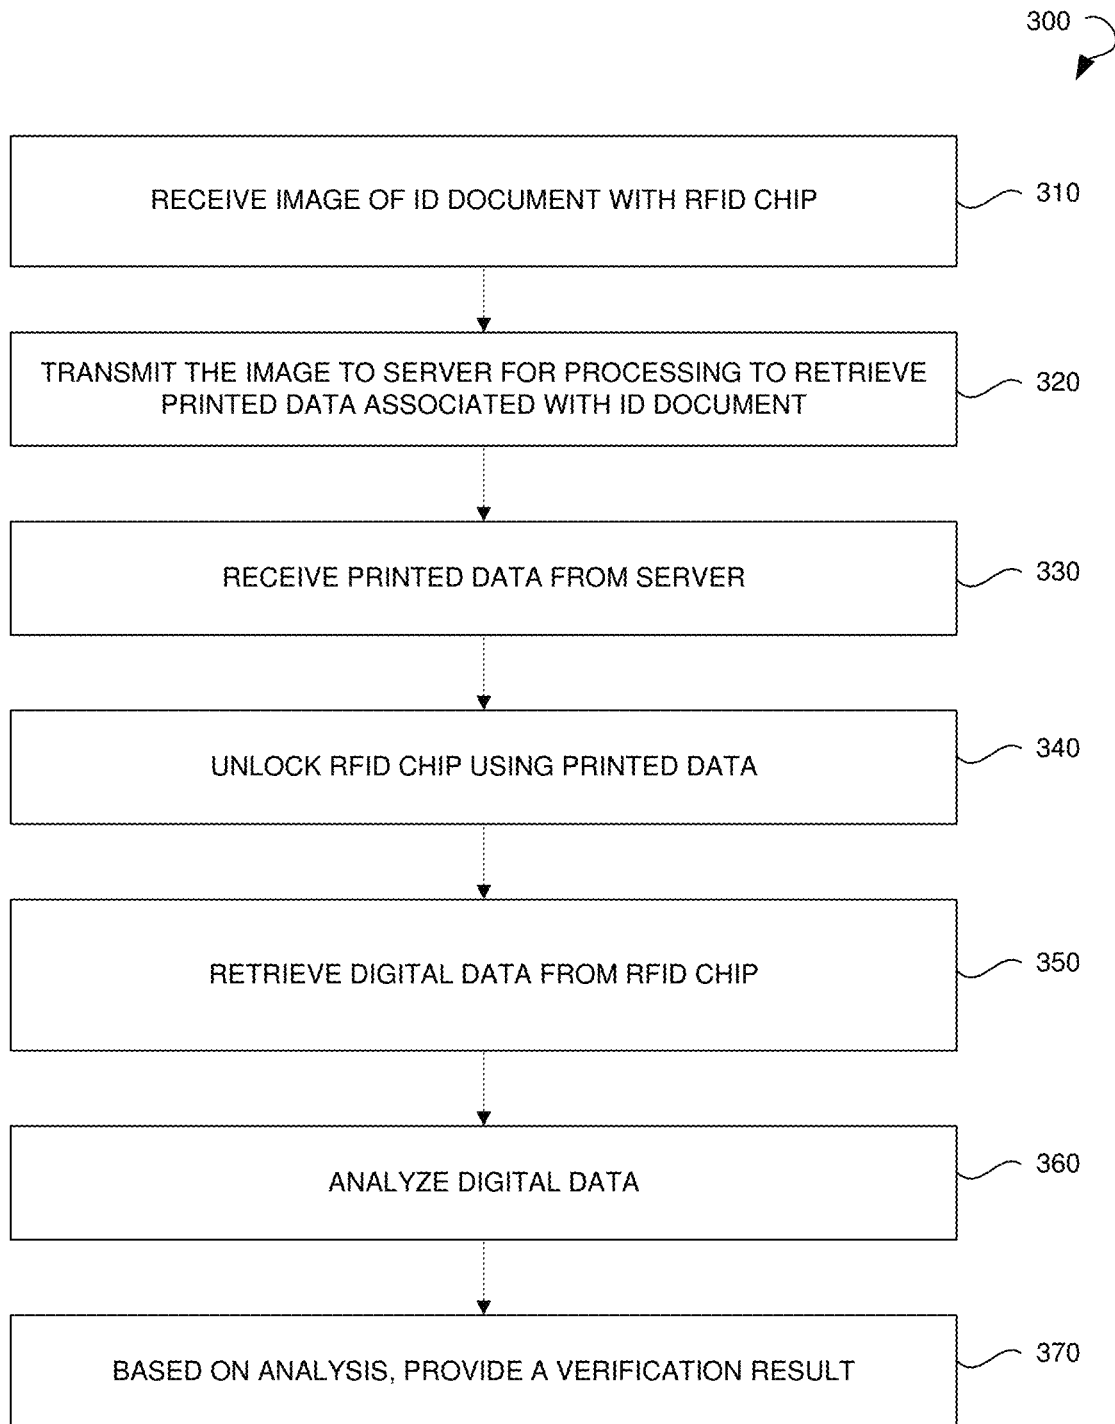 300
RECEIVE IMAGE OF ID DOCUMENT WITH RFID CHIP
310
TRANSMIT THE IMAGE TO SERVER FOR PROCESSING TO RETRIEVE
PRINTED DATA ASSOCIATED WITH ID DOCUMENT
320
RECEIVE PRINTED DATA FROM SERVER
330
UNLOCK RFID CHIP USING PRINTED DATA
340
RETRIEVE DIGITAL DATA FROM RFID CHIP
350
ANALYZE DIGITAL DATA
360
BASED ON ANALYSIS, PROVIDE A VERIFICATION RESULT
370